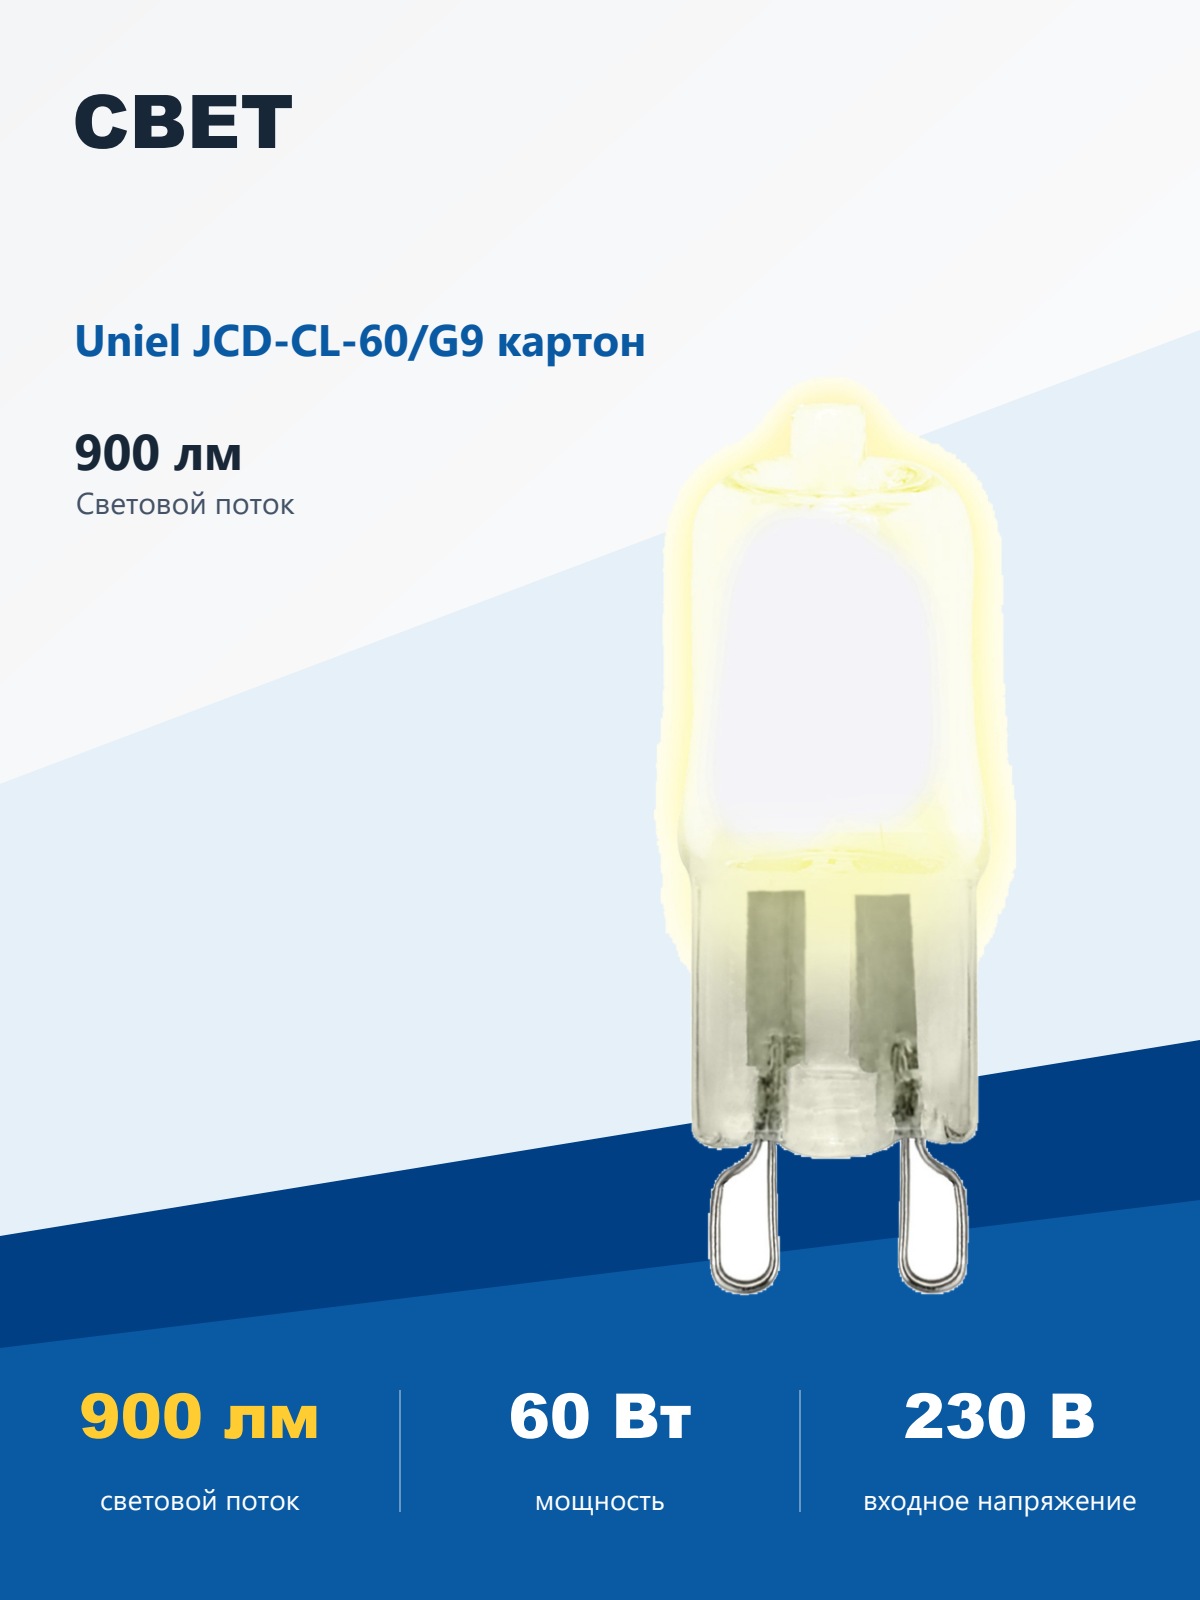 СВЕТ
Uniel JCD-CL-60/G9 картон
900 лм
Световой поток
900 лм
световой поток
60 Вт
мощность
230 В
входное напряжение